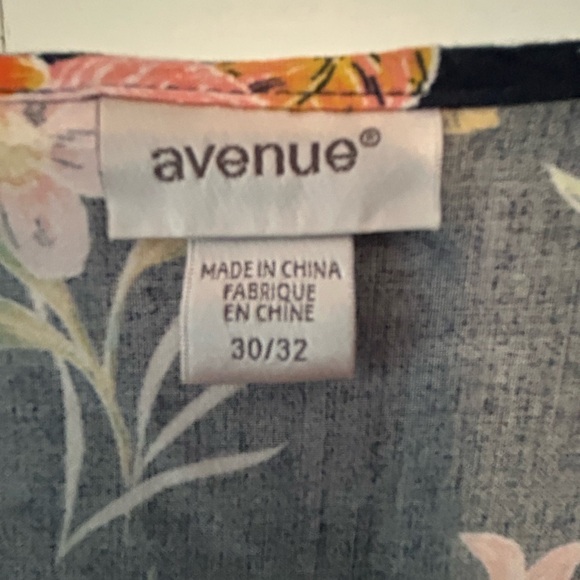 avenue®
MADE IN CHINA
FABRIQUE
EN CHINE
30/32